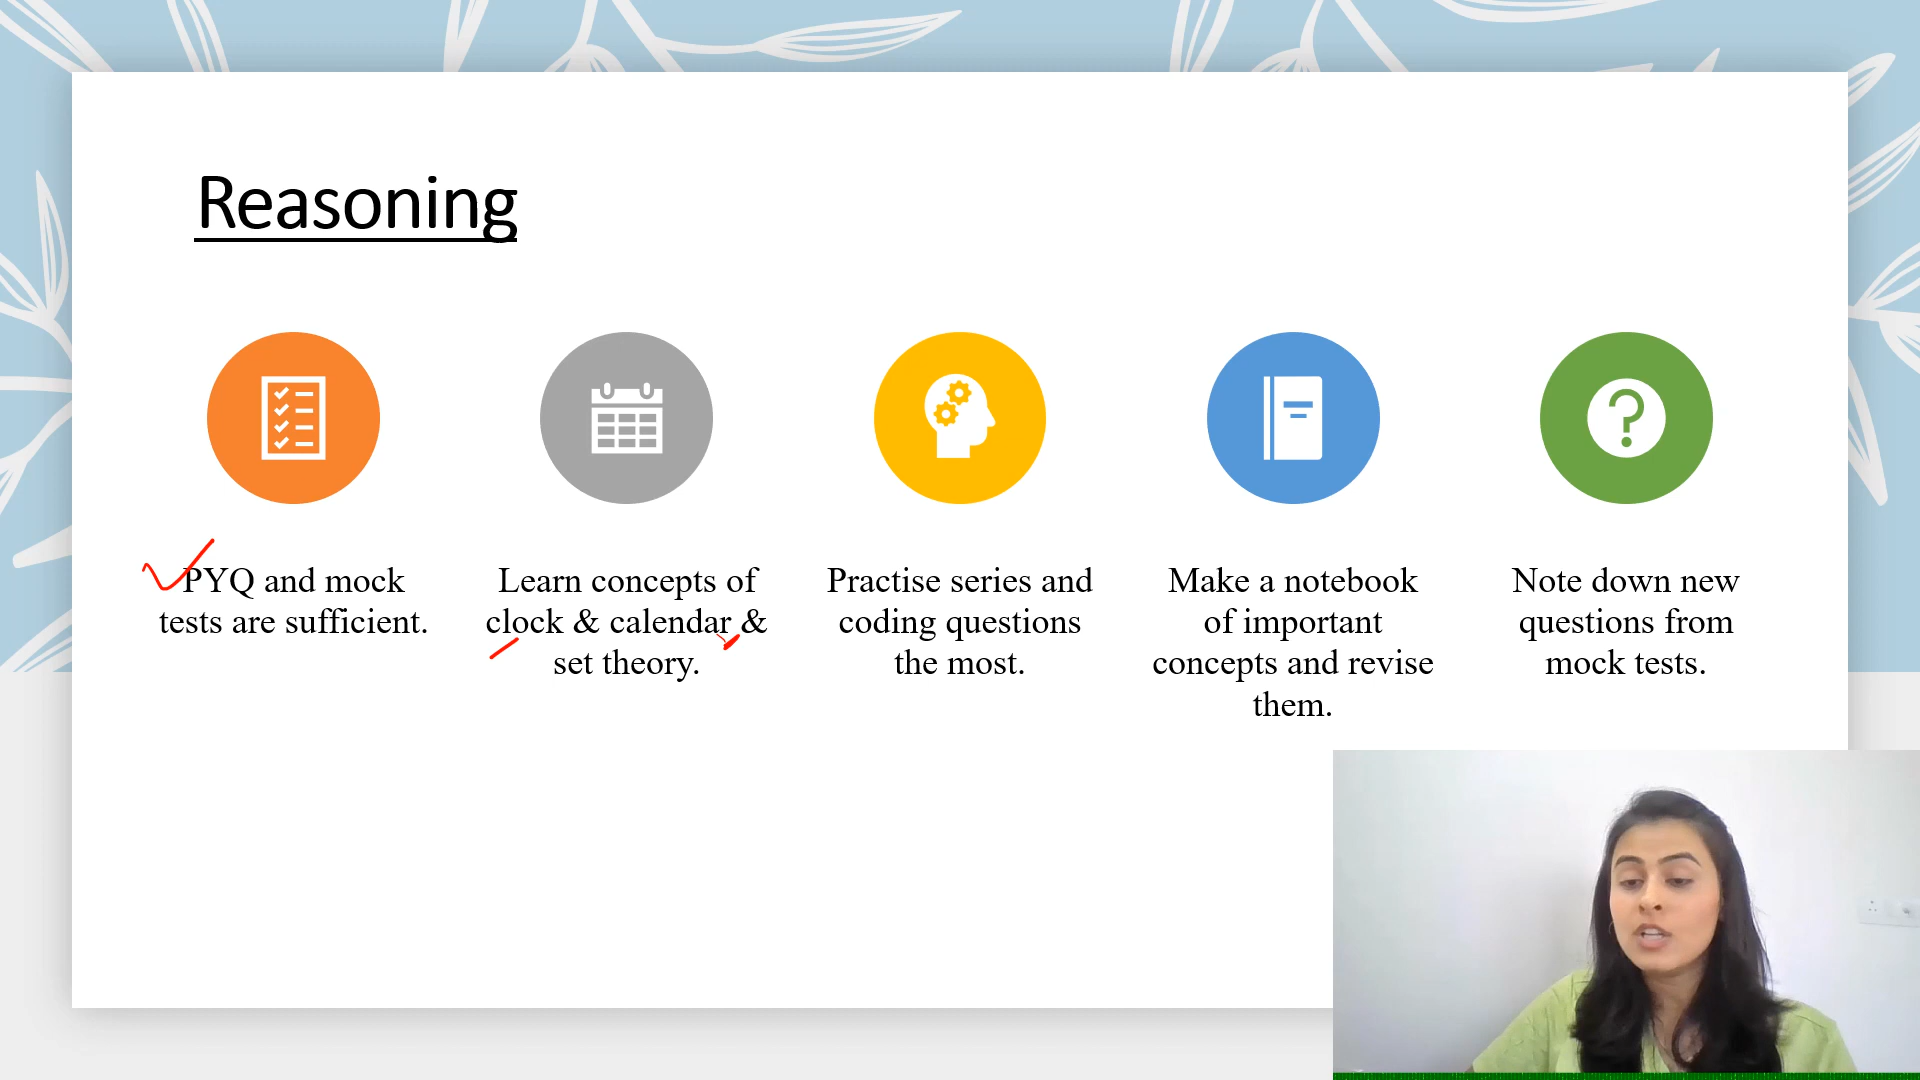 Reasoning
PYQ and mock
tests are sufficient.
Learn concepts of
clock & calendar &
set theory.
Practise series and
coding questions
the most.
Make a notebook
of important
concepts and revise
them.
Note down new
questions from
mock tests.